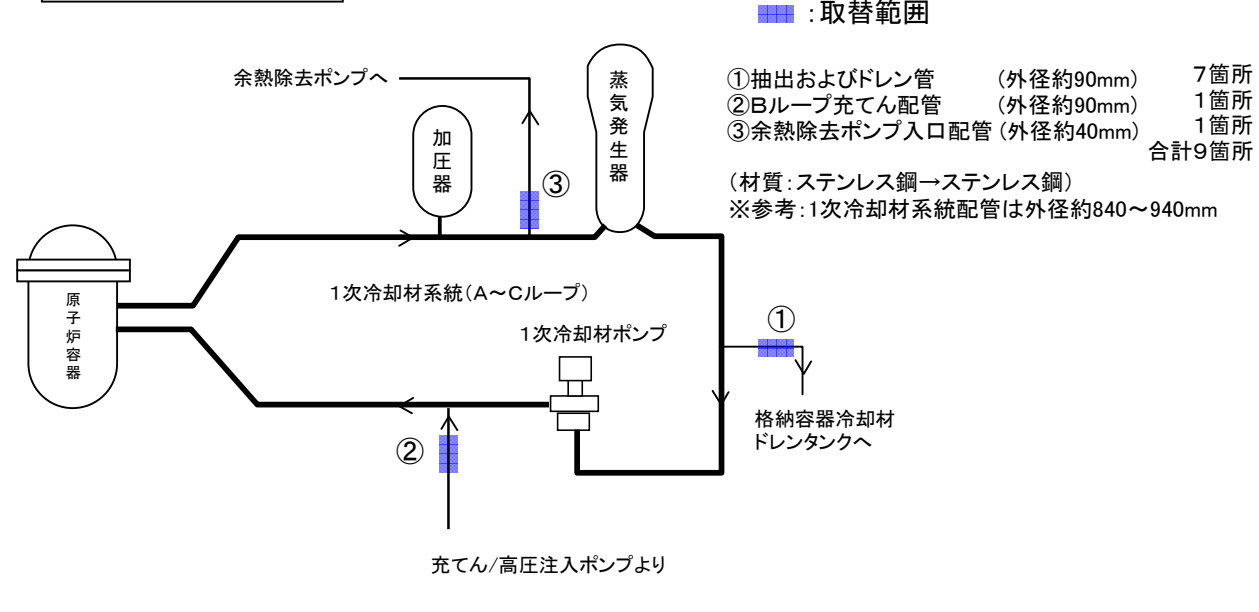 ：取替範囲
①抽出およびドレン管　（外径約90mm）　7箇所
②Ｂループ充てん配管　（外径約90mm）　1箇所
③余熱除去ポンプ入口配管（外径約40mm）　1箇所
合計９箇所
（材質：ステンレス鋼→ステンレス鋼）
※参考：1次冷却材系統配管は外径約840～940mm
余熱除去ポンプへ
加圧器
③
蒸気発生器
原子炉容器
1次冷却材系統（Ａ～Ｃループ）
1次冷却材ポンプ
①
格納容器冷却材
ドレンタンクへ
②
充てん/高圧注入ポンプより